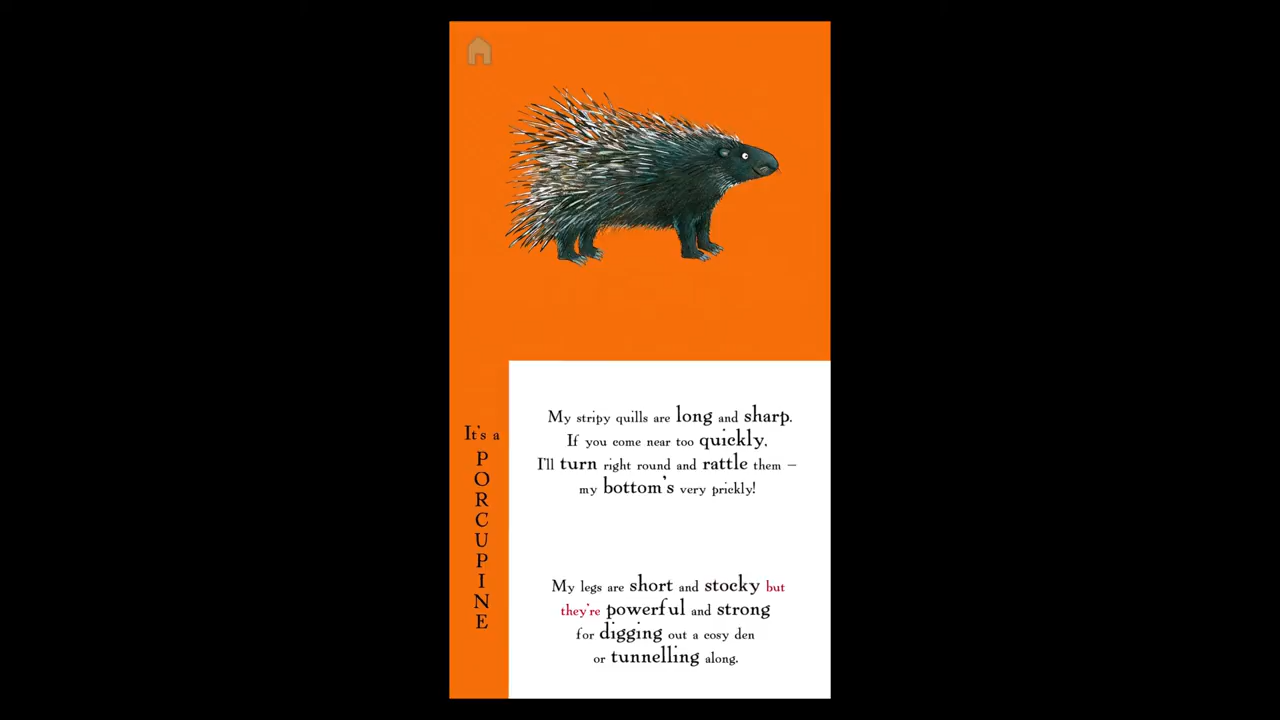 It's a
PORCUPINE
My stripy quills are long and sharp.
If you come near too quickly,
I'll turn right round and rattle them –
my bottom's very prickly!
My legs are short and stocky but
they're powerful and strong
for digging out a cosy den
or tunnelling along.